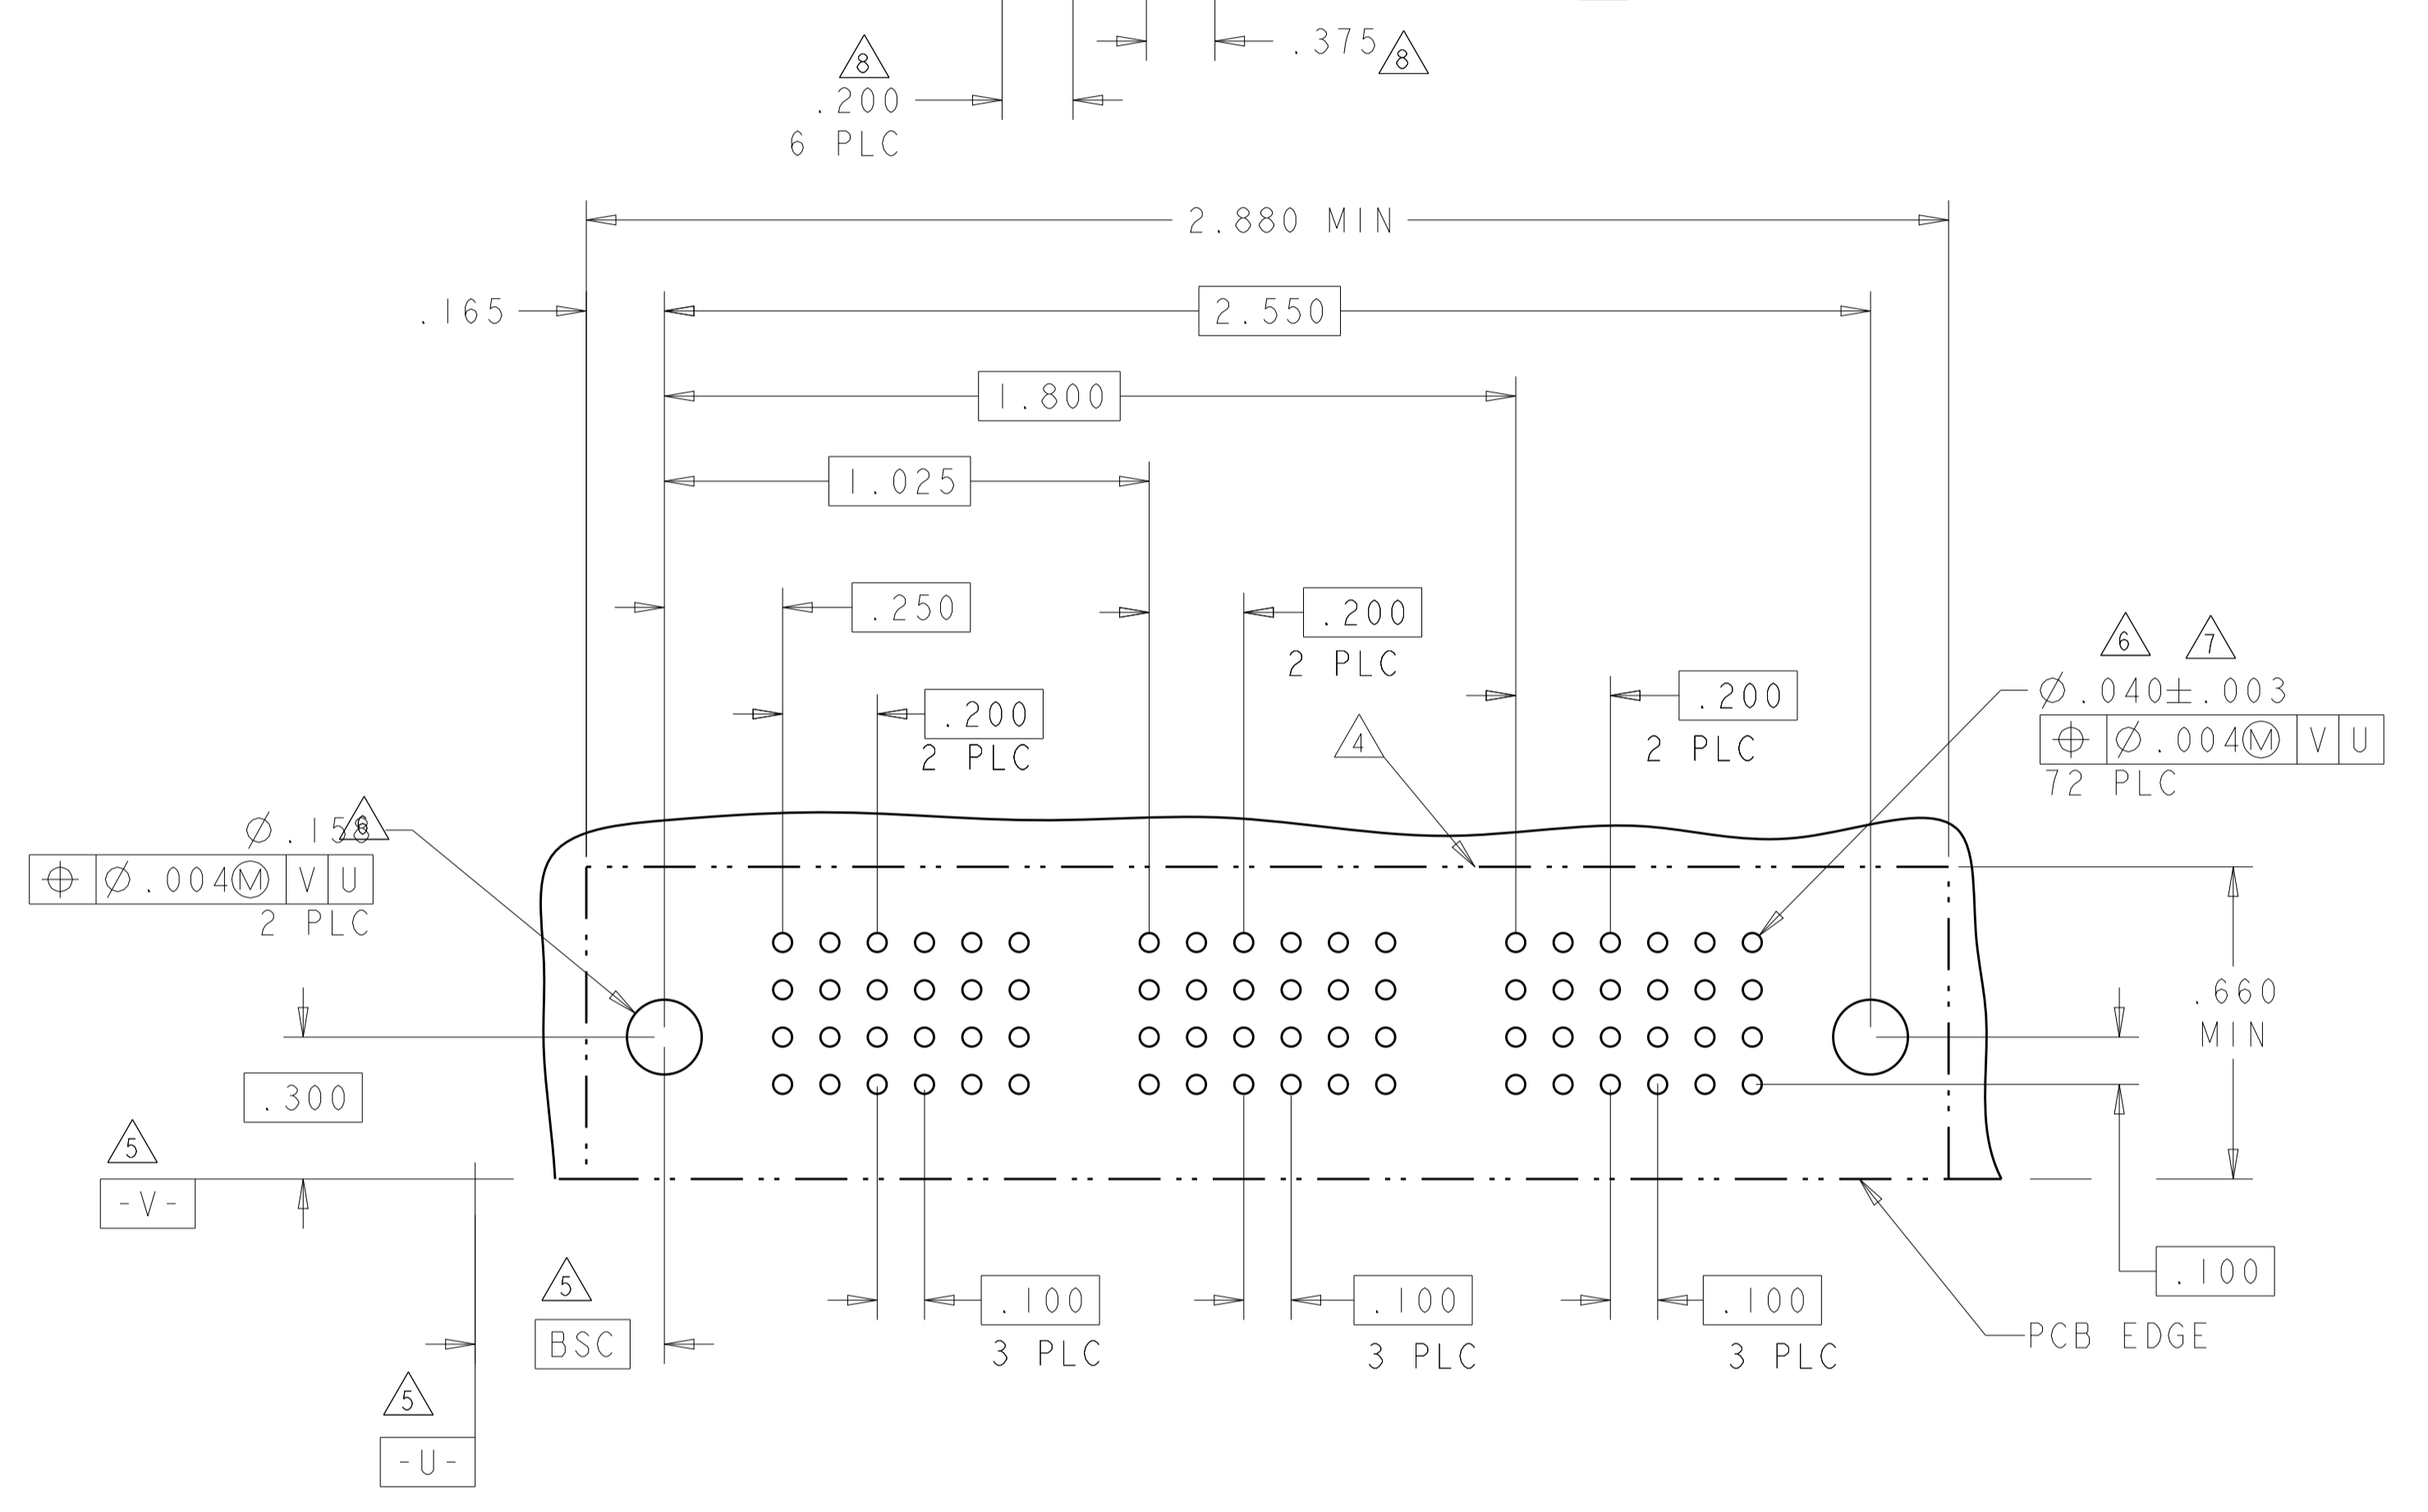 .375 8
8
.200
6 PLC
2.880 MIN
.165
2.550
1.800
1.025
.250
.200
2 PLC
.200
2 PLC
.200
2 PLC
4
6 7
Ø.040±.003
⌖ Ø.004Ⓜ V U
72 PLC
8
⌖ Ø.004Ⓜ V U
2 PLC
.300
5
-V-
.660
MIN
.100
5
BSC
.100
3 PLC
.100
3 PLC
.100
3 PLC
PCB EDGE
5
-U-